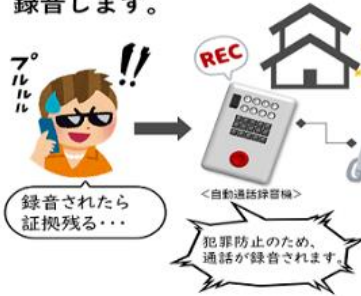 録音します。
プルルル
!!
REC
<自動通話録音機>
録音されたら
証拠残る・・・
犯罪防止のため、
通話が録音されます。